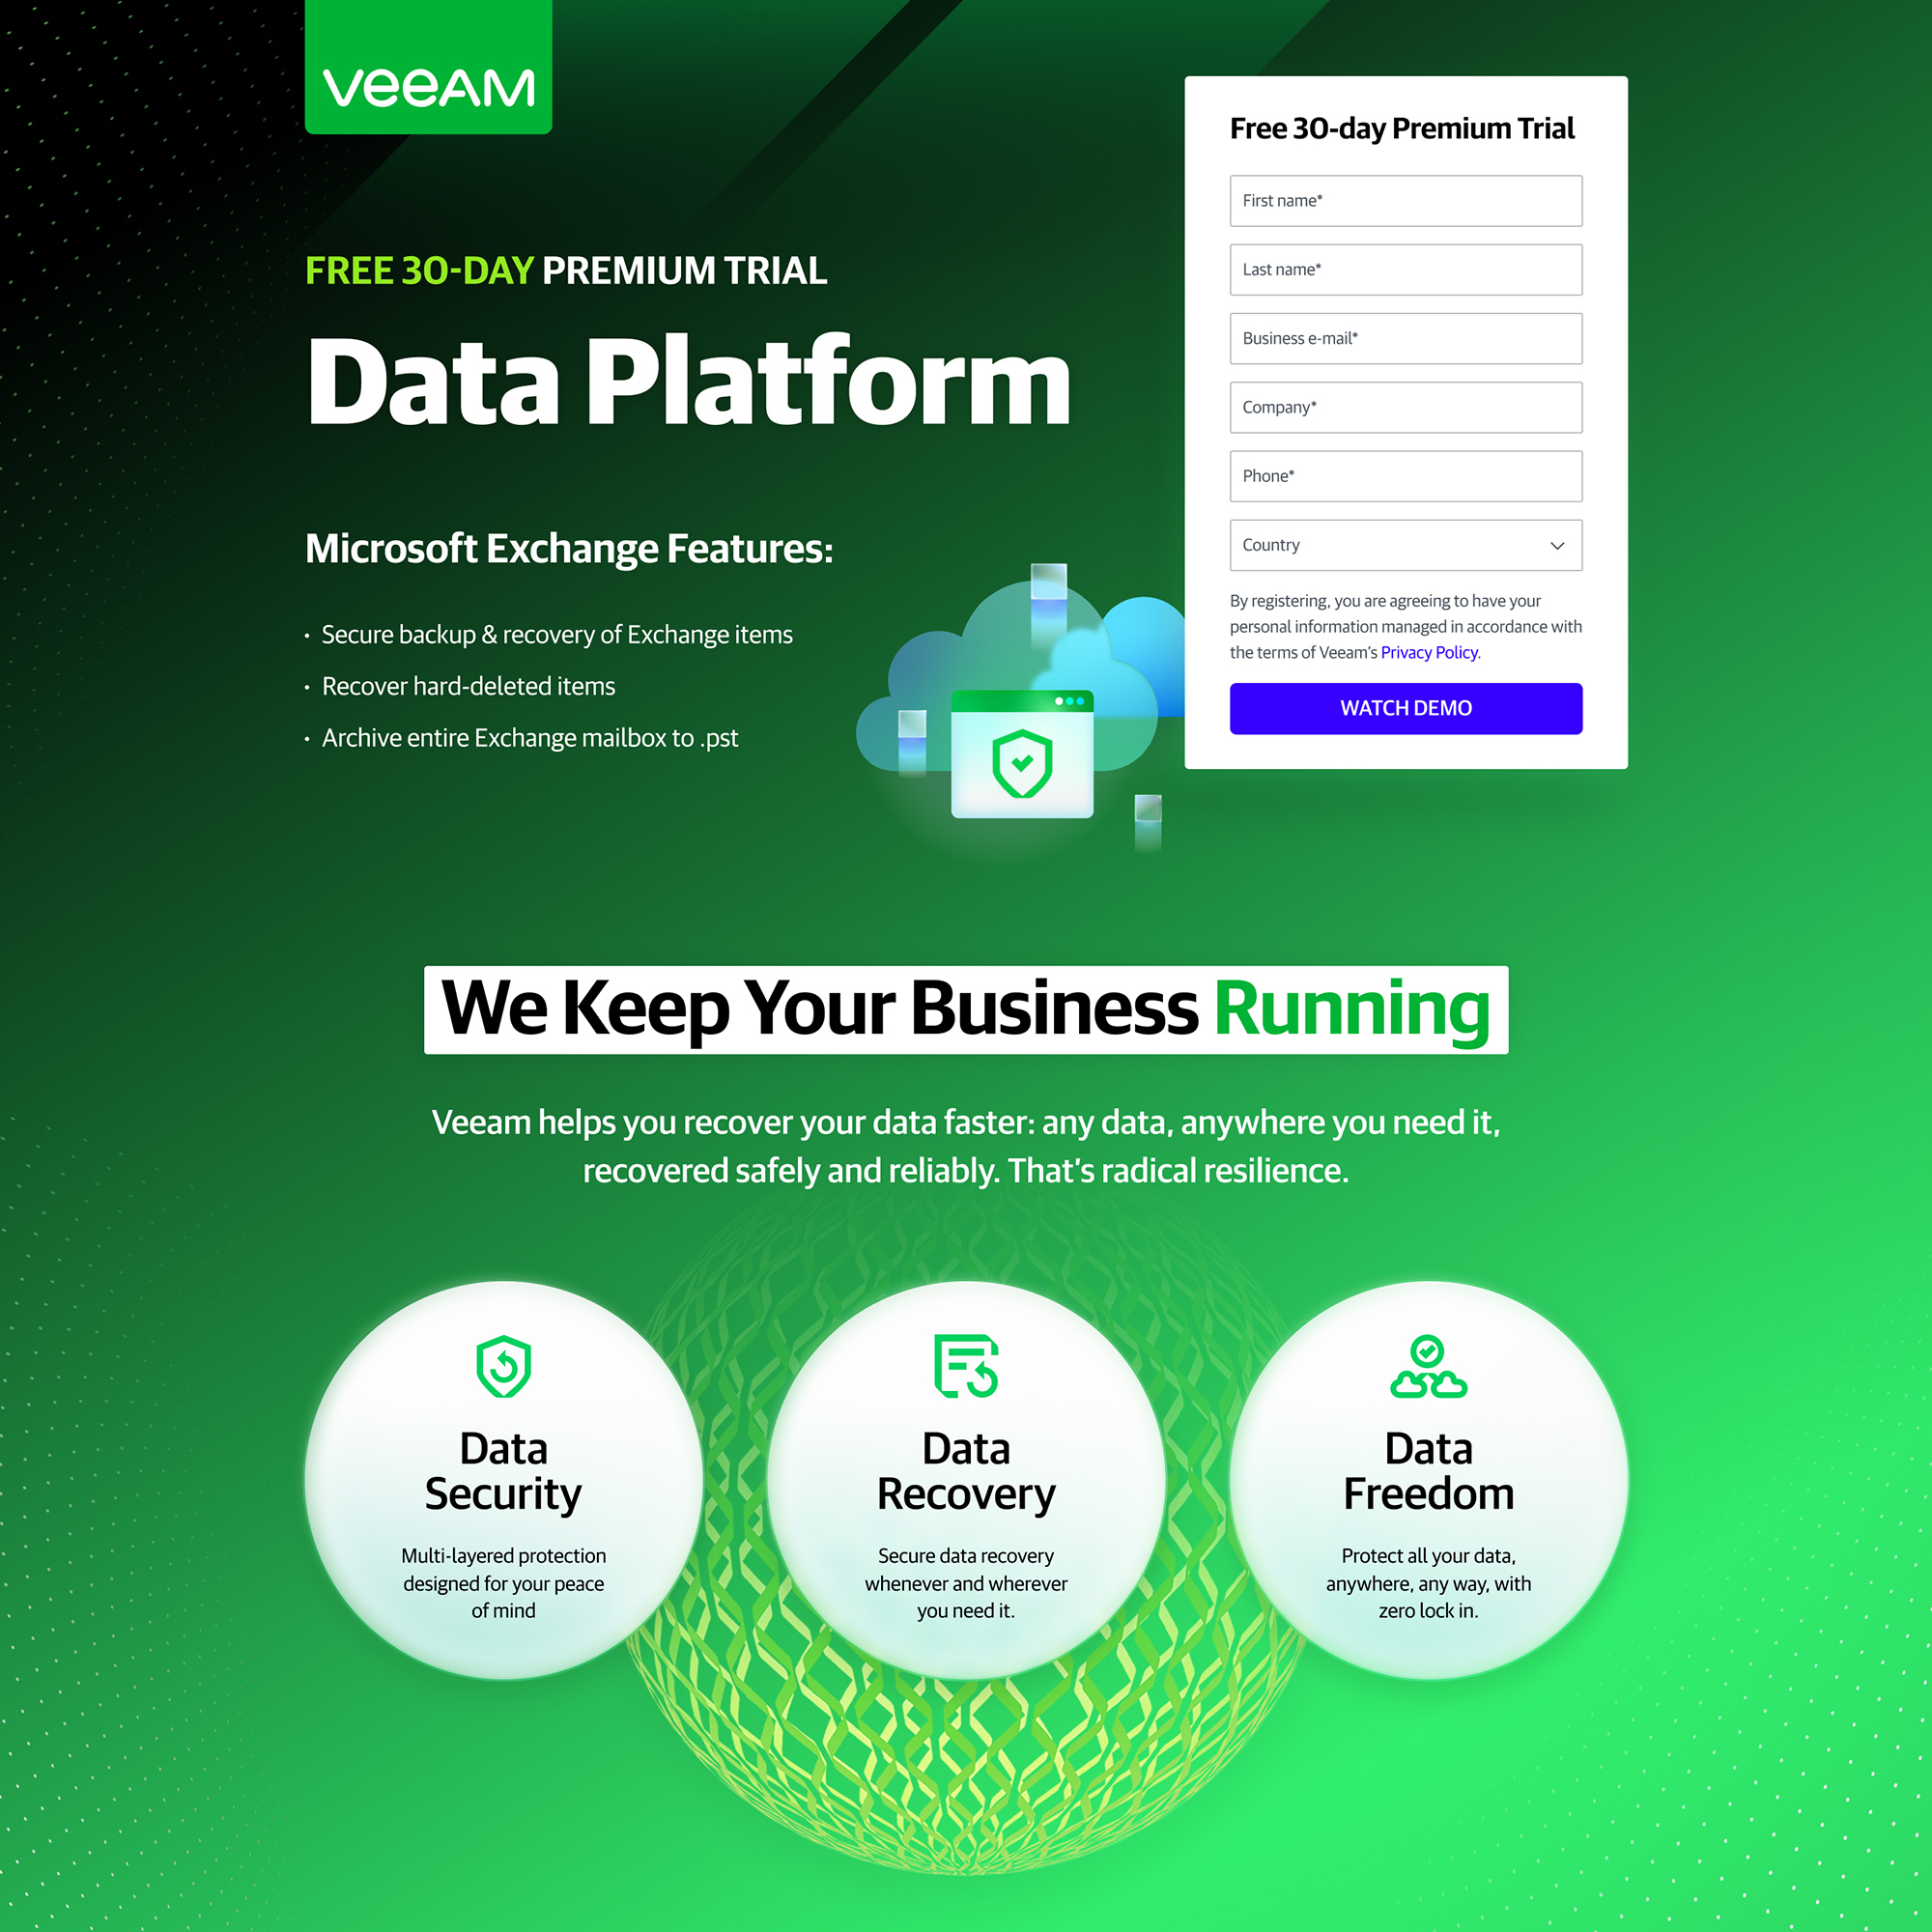 veeAM
FREE 30-DAY PREMIUM TRIAL
Data Platform
Microsoft Exchange Features:
• Secure backup & recovery of Exchange items
• Recover hard-deleted items
• Archive entire Exchange mailbox to .pst
Free 30-day Premium Trial
First name*
Last name*
Business e-mail*
Company*
Phone*
Country
By registering, you are agreeing to have your
personal information managed in accordance with
the terms of Veeam’s Privacy Policy.
WATCH DEMO
We Keep Your Business Running
Veeam helps you recover your data faster: any data, anywhere you need it,
recovered safely and reliably. That’s radical resilience.
Data
Security
Multi-layered protection
designed for your peace
of mind
Data
Recovery
Secure data recovery
whenever and wherever
you need it.
Data
Freedom
Protect all your data,
anywhere, any way, with
zero lock in.